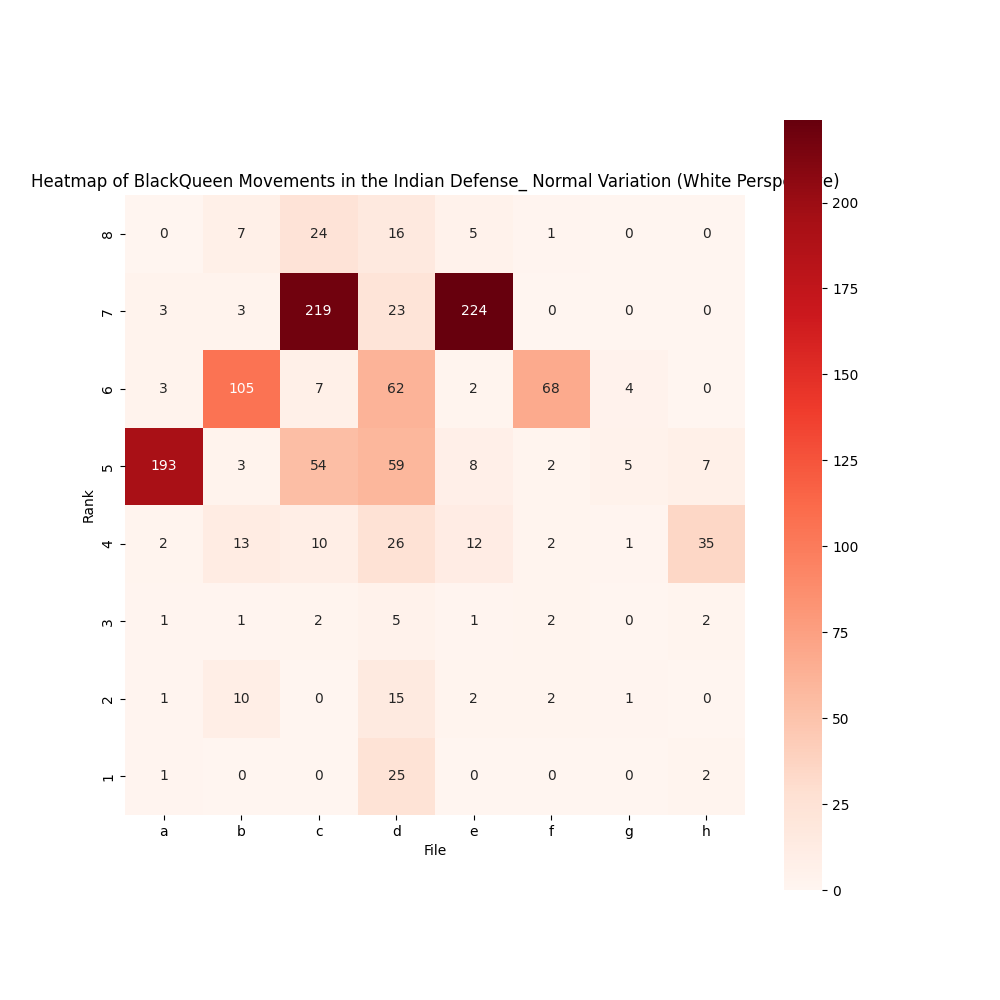 Heatmap of BlackQueen Movements in the Indian Defense_ Normal Variation (White Perspe e)
8 0 7 24 16 5 1 0 0
7 3 3 219 23 224 0 0 0
6 3 105 7 62 2 68 4 0
5 193 3 54 59 8 2 5 7
Rank
4 2 13 10 26 12 2 1 35
3 1 1 2 5 1 2 0 2
2 1 10 0 15 2 2 1 0
1 1 0 0 25 0 0 0 2
a b c d e f g h
File
200
175
150
125
100
75
50
25
0